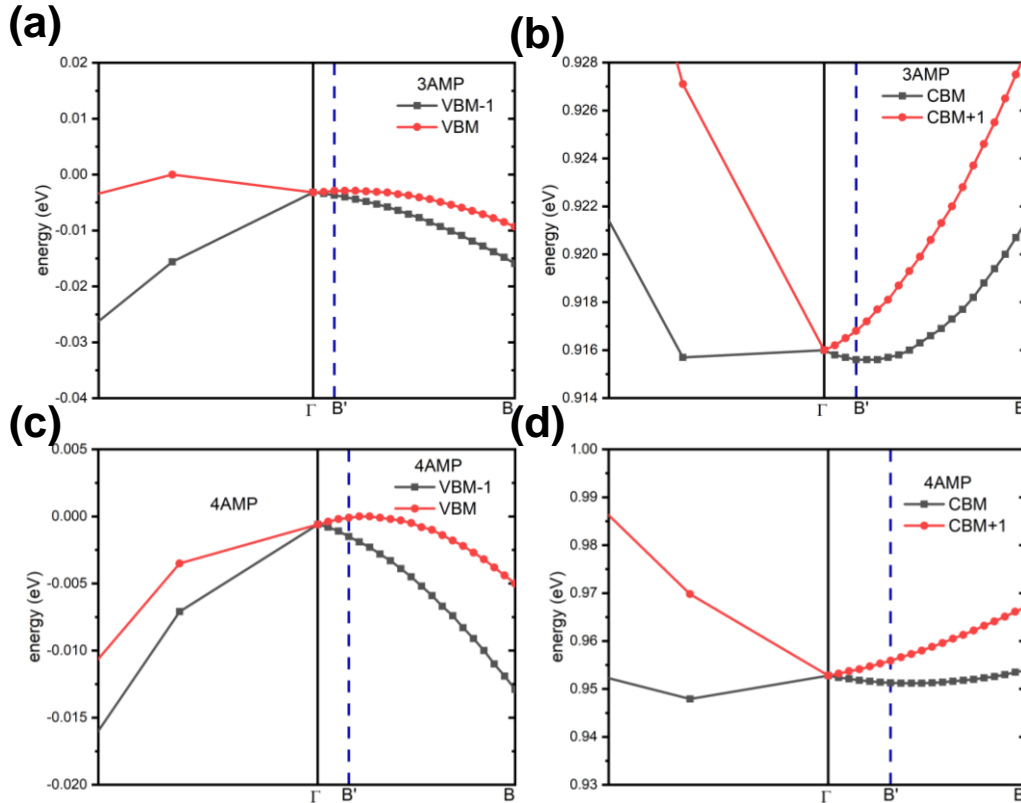 (a)
0.02
0.01
0.00
-0.01
-0.02
-0.03
-0.04
energy (eV)
3AMP
VBM-1
VBM
Γ
B'
B
(b)
0.928
0.926
0.924
0.922
0.920
0.918
0.916
0.914
energy (eV)
3AMP
CBM
CBM+1
Γ
B'
B
(c)
0.005
0.000
-0.005
-0.010
-0.015
-0.020
energy (eV)
4AMP
4AMP
VBM-1
VBM
Γ
B'
B
(d)
1.00
0.99
0.98
0.97
0.96
0.95
0.94
0.93
energy (eV)
4AMP
CBM
CBM+1
Γ
B'
B